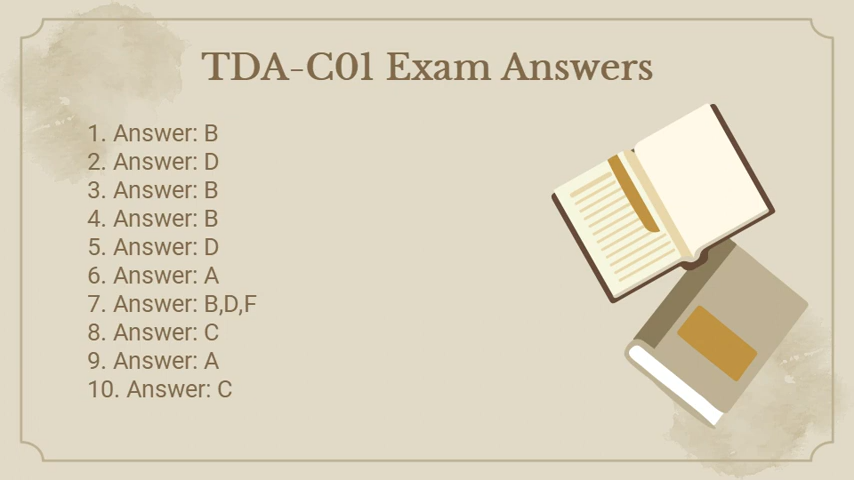 TDA-C01 Exam Answers
1. Answer: B
2. Answer: D
3. Answer: B
4. Answer: B
5. Answer: D
6. Answer: A
7. Answer: B,D,F
8. Answer: C
9. Answer: A
10. Answer: C